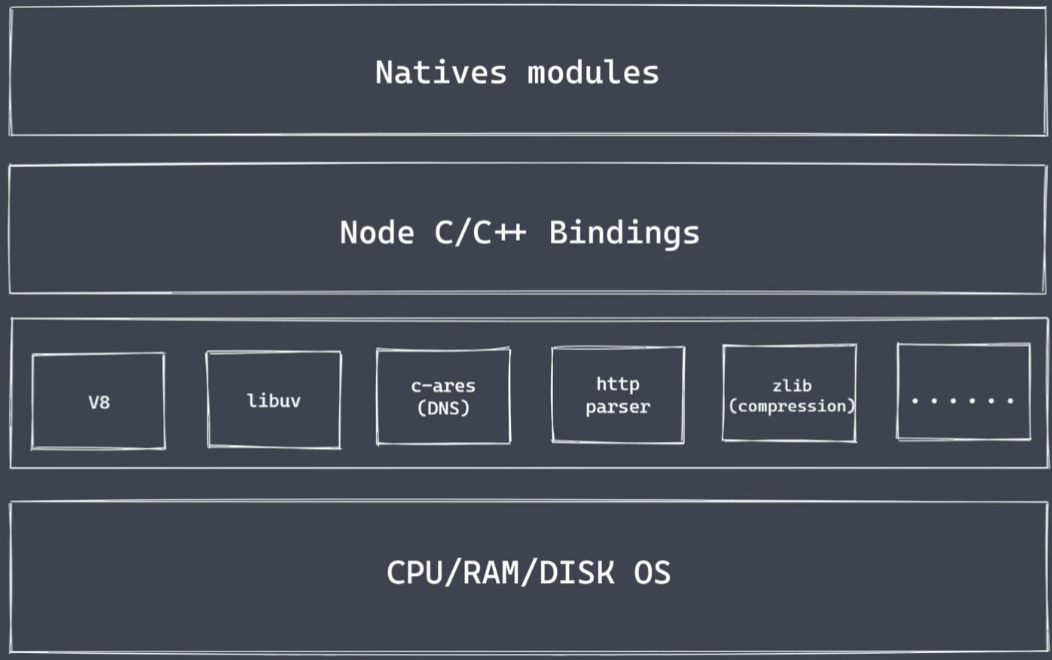 Natives modules
Node C/C++ Bindings
V8
libuv
c-ares
(DNS)
http
parser
zlib
(compression)
......
CPU/RAM/DISK OS